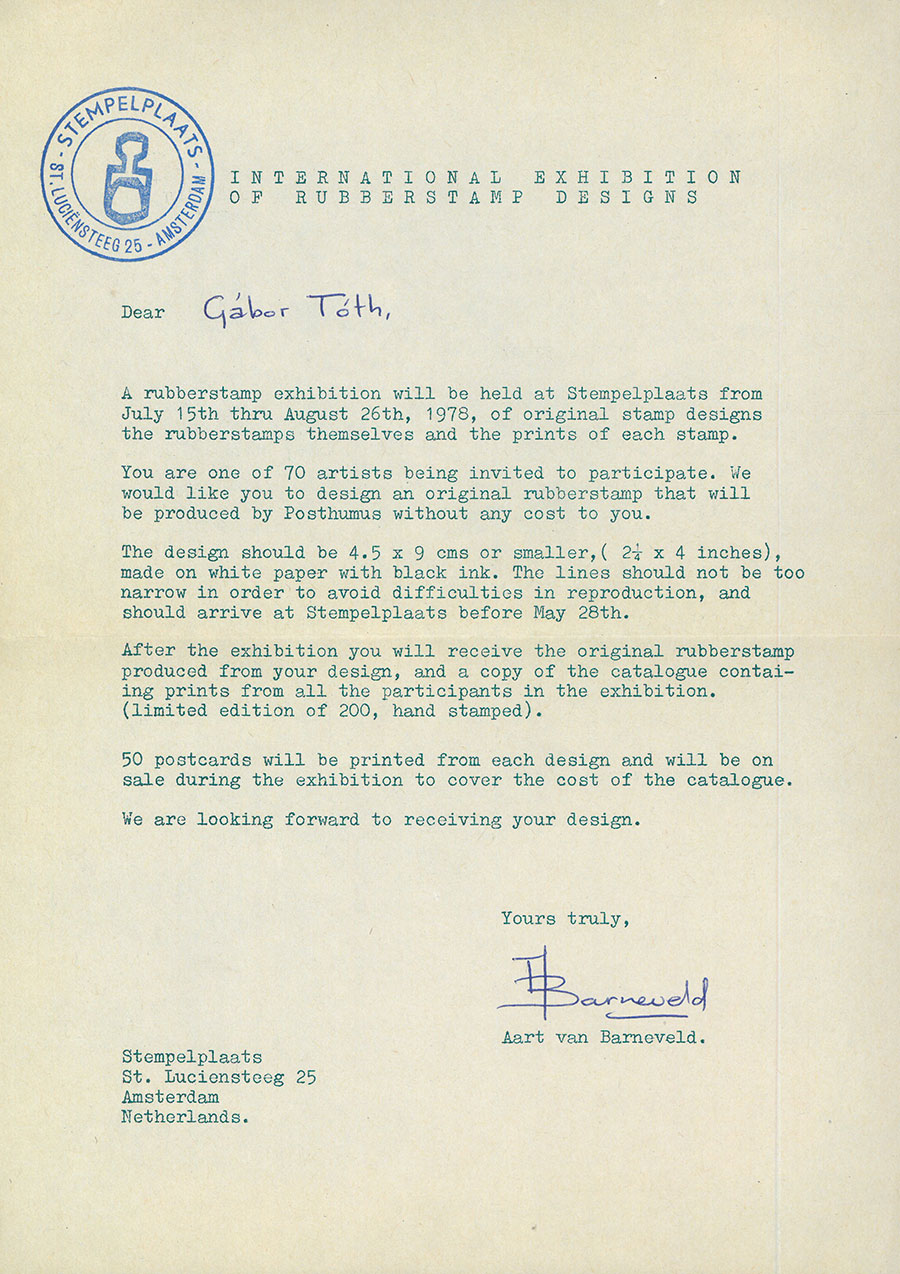 - STEMPELPLAATS -
ST. LUCIËNSTEEG 25 - AMSTERDAM
INTERNATIONAL EXHIBITION
OF RUBBERSTAMP DESIGNS
Dear Gábor Tóth,
A rubberstamp exhibition will be held at Stempelplaats from
July 15th thru August 26th, 1978, of original stamp designs
the rubberstamps themselves and the prints of each stamp.
You are one of 70 artists being invited to participate. We
would like you to design an original rubberstamp that will
be produced by Posthumus without any cost to you.
The design should be 4.5 x 9 cms or smaller,( 2¼ x 4 inches),
made on white paper with black ink. The lines should not be too
narrow in order to avoid difficulties in reproduction, and
should arrive at Stempelplaats before May 28th.
After the exhibition you will receive the original rubberstamp
produced from your design, and a copy of the catalogue contai-
ing prints from all the participants in the exhibition.
(limited edition of 200, hand stamped).
50 postcards will be printed from each design and will be on
sale during the exhibition to cover the cost of the catalogue.
We are looking forward to receiving your design.
Yours truly,
Barneveld
Aart van Barneveld.
Stempelplaats
St. Luciensteeg 25
Amsterdam
Netherlands.